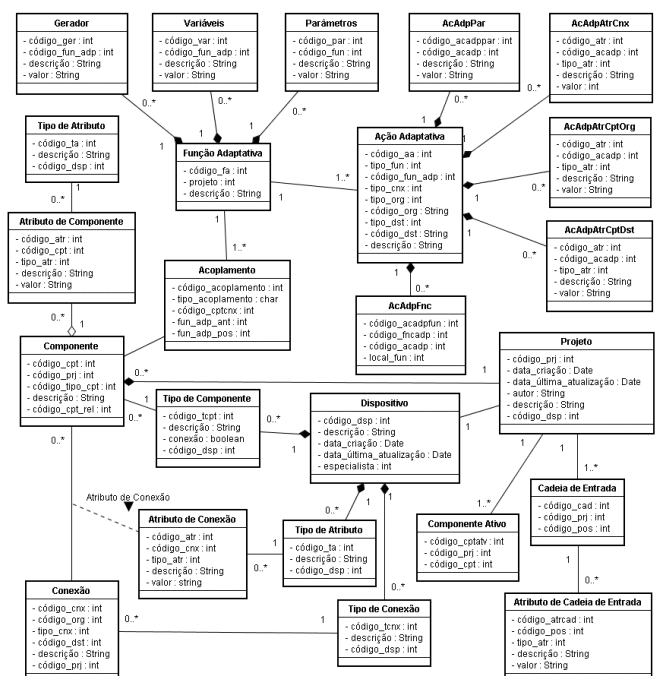 Gerador
- código_ger : int
- código_fun_adp : int
- descrição : String
- valor : String
Variáveis
- código_var : int
- código_fun_adp : int
- descrição : String
- valor : String
Parâmetros
- código_par : int
- código_fun : int
- descrição : String
- valor : String
AcAdpPar
- código_acadppar : int
- código_acadp : int
- descrição : String
- valor : String
AcAdpAtrCnx
- código_atr : int
- código_acadp : int
- tipo_atr : int
- descrição : String
- valor : int
0..*
0..*
0..*
0..*
0..*
1
1
1
1
1
Tipo de Atributo
- código_ta : int
- descrição : String
- código_dsp : int
1
0..*
Função Adaptativa
- código_fa : int
- projeto : int
- descrição : String
1
1..*
1
1..*
Ação Adaptativa
- código_aa : int
- tipo_fun : int
- código_fun_adp : int
- tipo_cnx : int
- tipo_org : int
- código_org : String
- tipo_dst : int
- código_dst : String
- descrição : String
1
0..*
1
0..*
1
0..*
AcAdpAtrCptOrg
- código_atr : int
- código_acadp : int
- tipo_atr : int
- descrição : String
- valor : String
Atributo de Componente
- código_atr : int
- código_cpt : int
- tipo_atr : int
- descrição : String
- valor : String
0..*
1
AcAdpAtrCptDst
- código_atr : int
- código_acadp : int
- tipo_atr : int
- descrição : String
- valor : String
Acoplamento
- código_acoplamento : int
- tipo_acoplamento : char
- código_cptcnx : int
- fun_adp_ant : int
- fun_adp_pos : int
AcAdpFnc
- código_acadpfun : int
- código_fncadp : int
- código_acadp : int
- local_fun : int
Componente
- código_cpt : int
- código_prj : int
- código_tipo_cpt : int
- descrição : String
- código_cpt_rel : int
0..*
1
1
0..*
0..*
Projeto
- código_prj : int
- data_criação : Date
- data_última_atualização : Date
- autor : String
- descrição : String
- código_dsp : int
Tipo de Componente
- código_tcpt : int
- descrição : String
- conexão : boolean
- código_dsp : int
0..*
1
Dispositivo
- código_dsp : int
- descrição : String
- data_criação : Date
- data_última_atualização : Date
- especialista : int
1
1
1
1
1
1..*
1..*
Atributo de Conexão
Atributo de Conexão
- código_atr : int
- código_cnx : int
- tipo_atr : int
- descrição : String
- valor : string
1
0..*
0..*
Tipo de Atributo
- código_ta : int
- descrição : String
- código_dsp : int
0..*
Componente Ativo
- código_cptatv : int
- código_prj : int
- código_cpt : int
Cadeia de Entrada
- código_cad : int
- código_prj : int
- código_pos : int
1
0..*
Conexão
- código_cnx : int
- código_org : int
- tipo_cnx : int
- código_dst : int
- descrição : String
- código_prj : int
0..*
1
Tipo de Conexão
- código_tcnx : int
- descrição : String
- código_dsp : int
Atributo de Cadeia de Entrada
- código_atrcad : int
- código_pos : int
- tipo_atr : int
- descrição : String
- valor : String